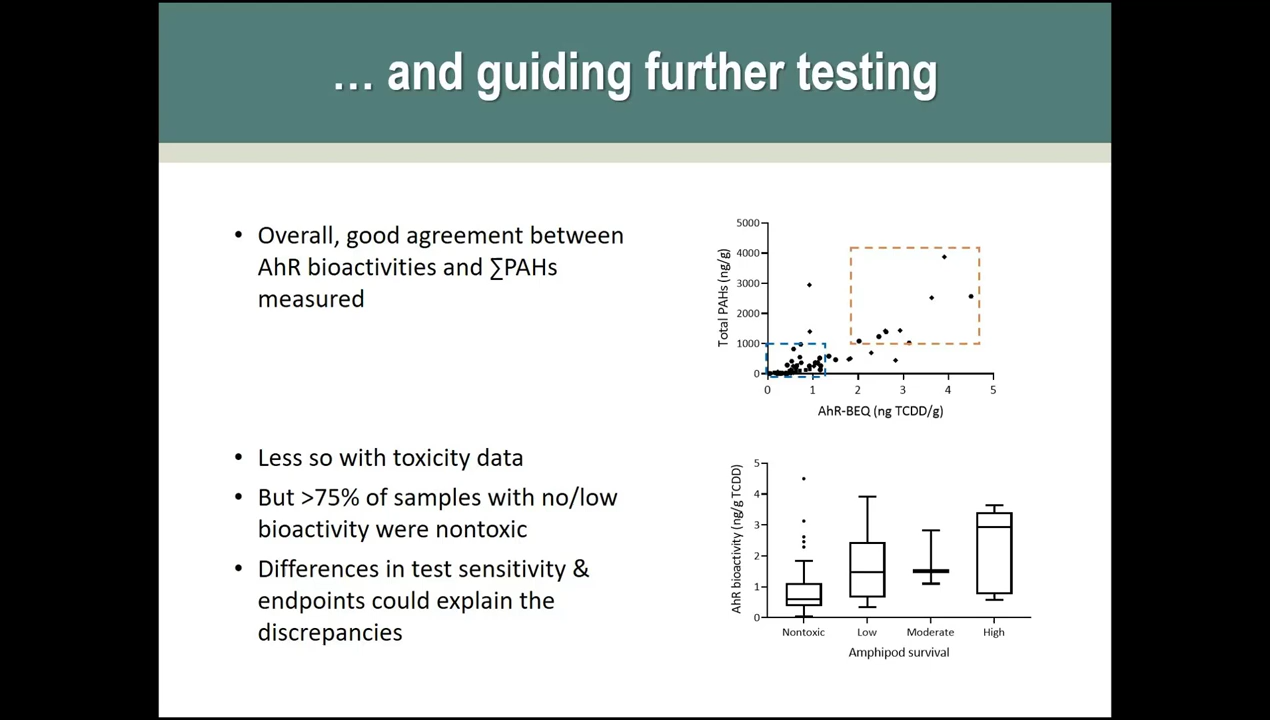 … and guiding further testing
• Overall, good agreement between
AhR bioactivities and ∑PAHs
measured
• Less so with toxicity data
• But >75% of samples with no/low
bioactivity were nontoxic
• Differences in test sensitivity &
endpoints could explain the
discrepancies
Total PAHs (ng/g)
5000
4000
3000
2000
1000
0
0 1 2 3 4 5
AhR-BEQ (ng TCDD/g)
AhR bioactivity (ng/g TCDD)
5
4
3
2
1
0
Nontoxic Low Moderate High
Amphipod survival